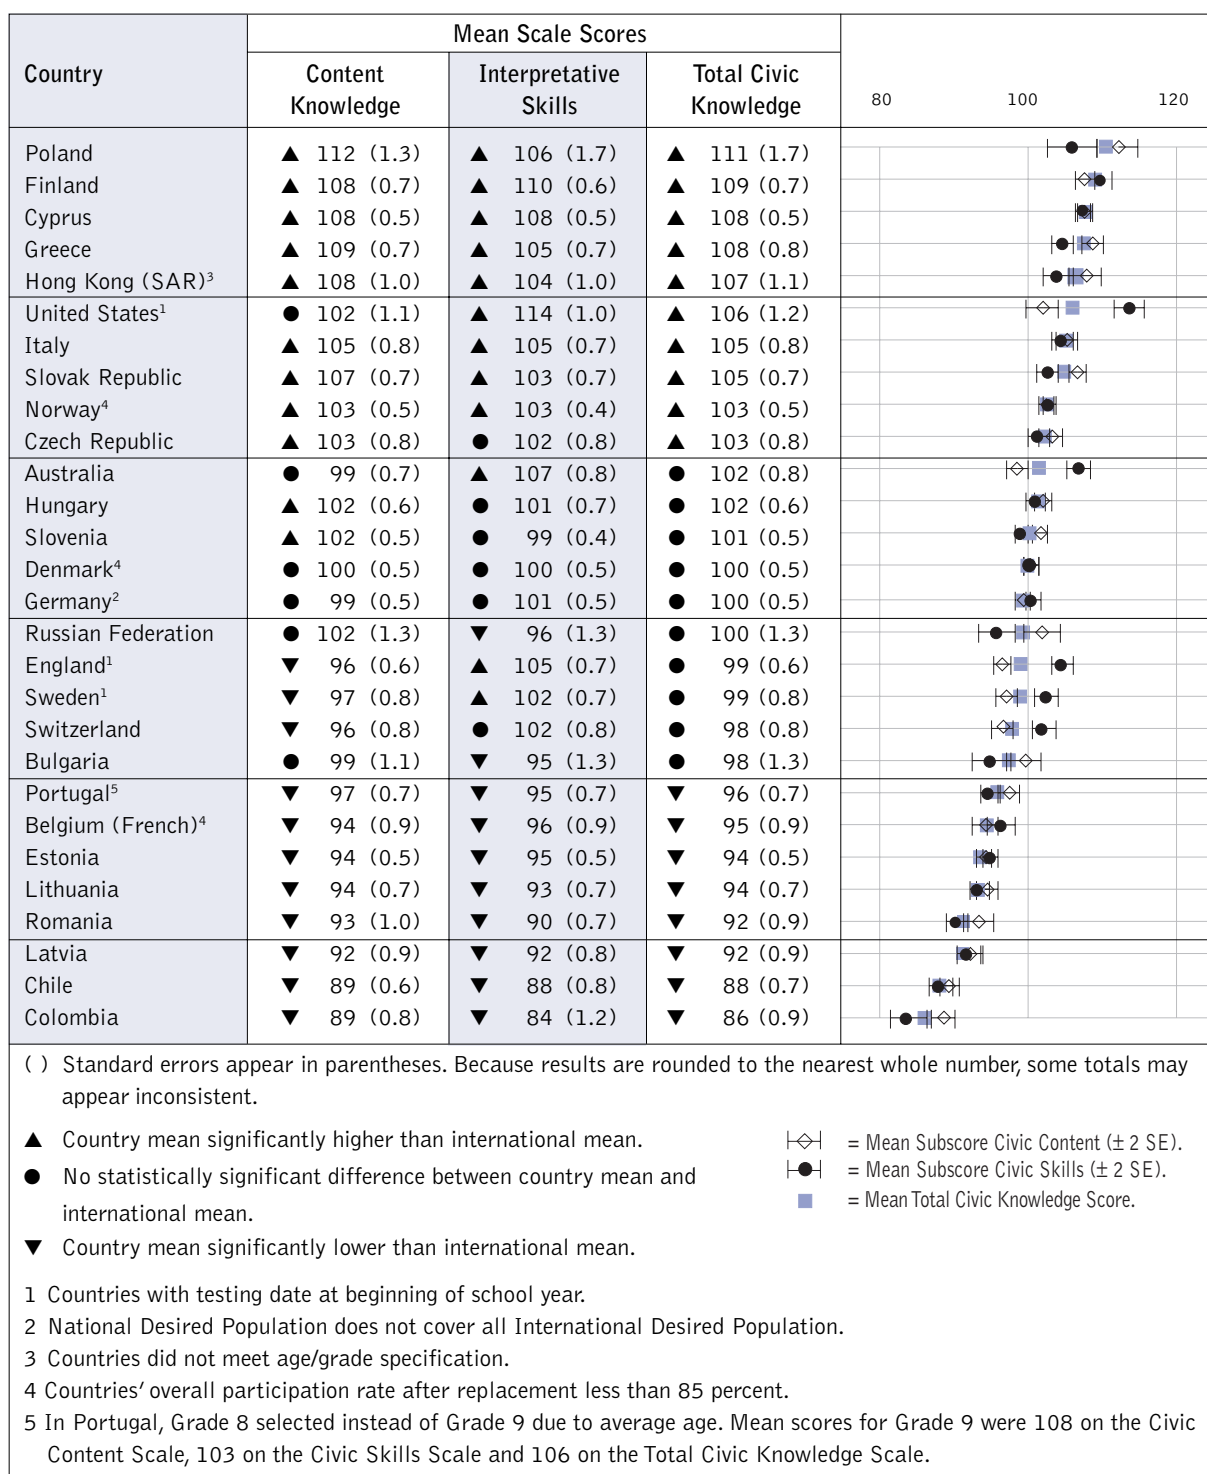 Mean Scale Scores
Country Content Knowledge Interpretative Skills Total Civic Knowledge 80 100 120
Poland ▲ 112 (1.3) ▲ 106 (1.7) ▲ 111 (1.7)
Finland ▲ 108 (0.7) ▲ 110 (0.6) ▲ 109 (0.7)
Cyprus ▲ 108 (0.5) ▲ 108 (0.5) ▲ 108 (0.5)
Greece ▲ 109 (0.7) ▲ 105 (0.7) ▲ 108 (0.8)
Hong Kong (SAR)³ ▲ 108 (1.0) ▲ 104 (1.0) ▲ 107 (1.1)
United States¹ ● 102 (1.1) ▲ 114 (1.0) ▲ 106 (1.2)
Italy ▲ 105 (0.8) ▲ 105 (0.7) ▲ 105 (0.8)
Slovak Republic ▲ 107 (0.7) ▲ 103 (0.7) ▲ 105 (0.7)
Norway⁴ ▲ 103 (0.5) ▲ 103 (0.4) ▲ 103 (0.5)
Czech Republic ▲ 103 (0.8) ● 102 (0.8) ▲ 103 (0.8)
Australia ● 99 (0.7) ▲ 107 (0.8) ● 102 (0.8)
Hungary ▲ 102 (0.6) ● 101 (0.7) ● 102 (0.6)
Slovenia ▲ 102 (0.5) ● 99 (0.4) ● 101 (0.5)
Denmark⁴ ● 100 (0.5) ● 100 (0.5) ● 100 (0.5)
Germany² ● 99 (0.5) ● 101 (0.5) ● 100 (0.5)
Russian Federation ● 102 (1.3) ▼ 96 (1.3) ● 100 (1.3)
England¹ ▼ 96 (0.6) ▲ 105 (0.7) ● 99 (0.6)
Sweden¹ ▼ 97 (0.8) ▲ 102 (0.7) ● 99 (0.8)
Switzerland ▼ 96 (0.8) ● 102 (0.8) ● 98 (0.8)
Bulgaria ● 99 (1.1) ▼ 95 (1.3) ● 98 (1.3)
Portugal⁵ ▼ 97 (0.7) ▼ 95 (0.7) ▼ 96 (0.7)
Belgium (French)⁴ ▼ 94 (0.9) ▼ 96 (0.9) ▼ 95 (0.9)
Estonia ▼ 94 (0.5) ▼ 95 (0.5) ▼ 94 (0.5)
Lithuania ▼ 94 (0.7) ▼ 93 (0.7) ▼ 94 (0.7)
Romania ▼ 93 (1.0) ▼ 90 (0.7) ▼ 92 (0.9)
Latvia ▼ 92 (0.9) ▼ 92 (0.8) ▼ 92 (0.9)
Chile ▼ 89 (0.6) ▼ 88 (0.8) ▼ 88 (0.7)
Colombia ▼ 89 (0.8) ▼ 84 (1.2) ▼ 86 (0.9)
( ) Standard errors appear in parentheses. Because results are rounded to the nearest whole number, some totals may
appear inconsistent.
▲ Country mean significantly higher than international mean.
● No statistically significant difference between country mean and
international mean.
▼ Country mean significantly lower than international mean.
= Mean Subscore Civic Content (± 2 SE).
= Mean Subscore Civic Skills (± 2 SE).
= Mean Total Civic Knowledge Score.
1 Countries with testing date at beginning of school year.
2 National Desired Population does not cover all International Desired Population.
3 Countries did not meet age/grade specification.
4 Countries' overall participation rate after replacement less than 85 percent.
5 In Portugal, Grade 8 selected instead of Grade 9 due to average age. Mean scores for Grade 9 were 108 on the Civic
Content Scale, 103 on the Civic Skills Scale and 106 on the Total Civic Knowledge Scale.